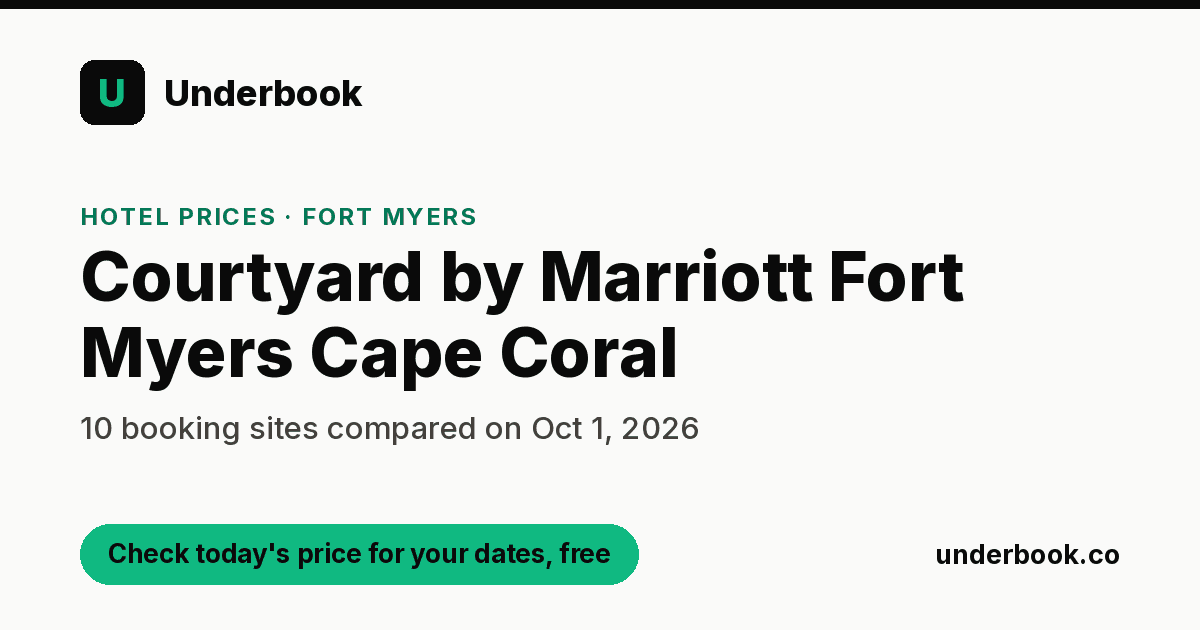 U
Underbook
HOTEL PRICES · FORT MYERS
Courtyard by Marriott Fort
Myers Cape Coral
10 booking sites compared on Oct 1, 2026
Check today's price for your dates, free
underbook.co